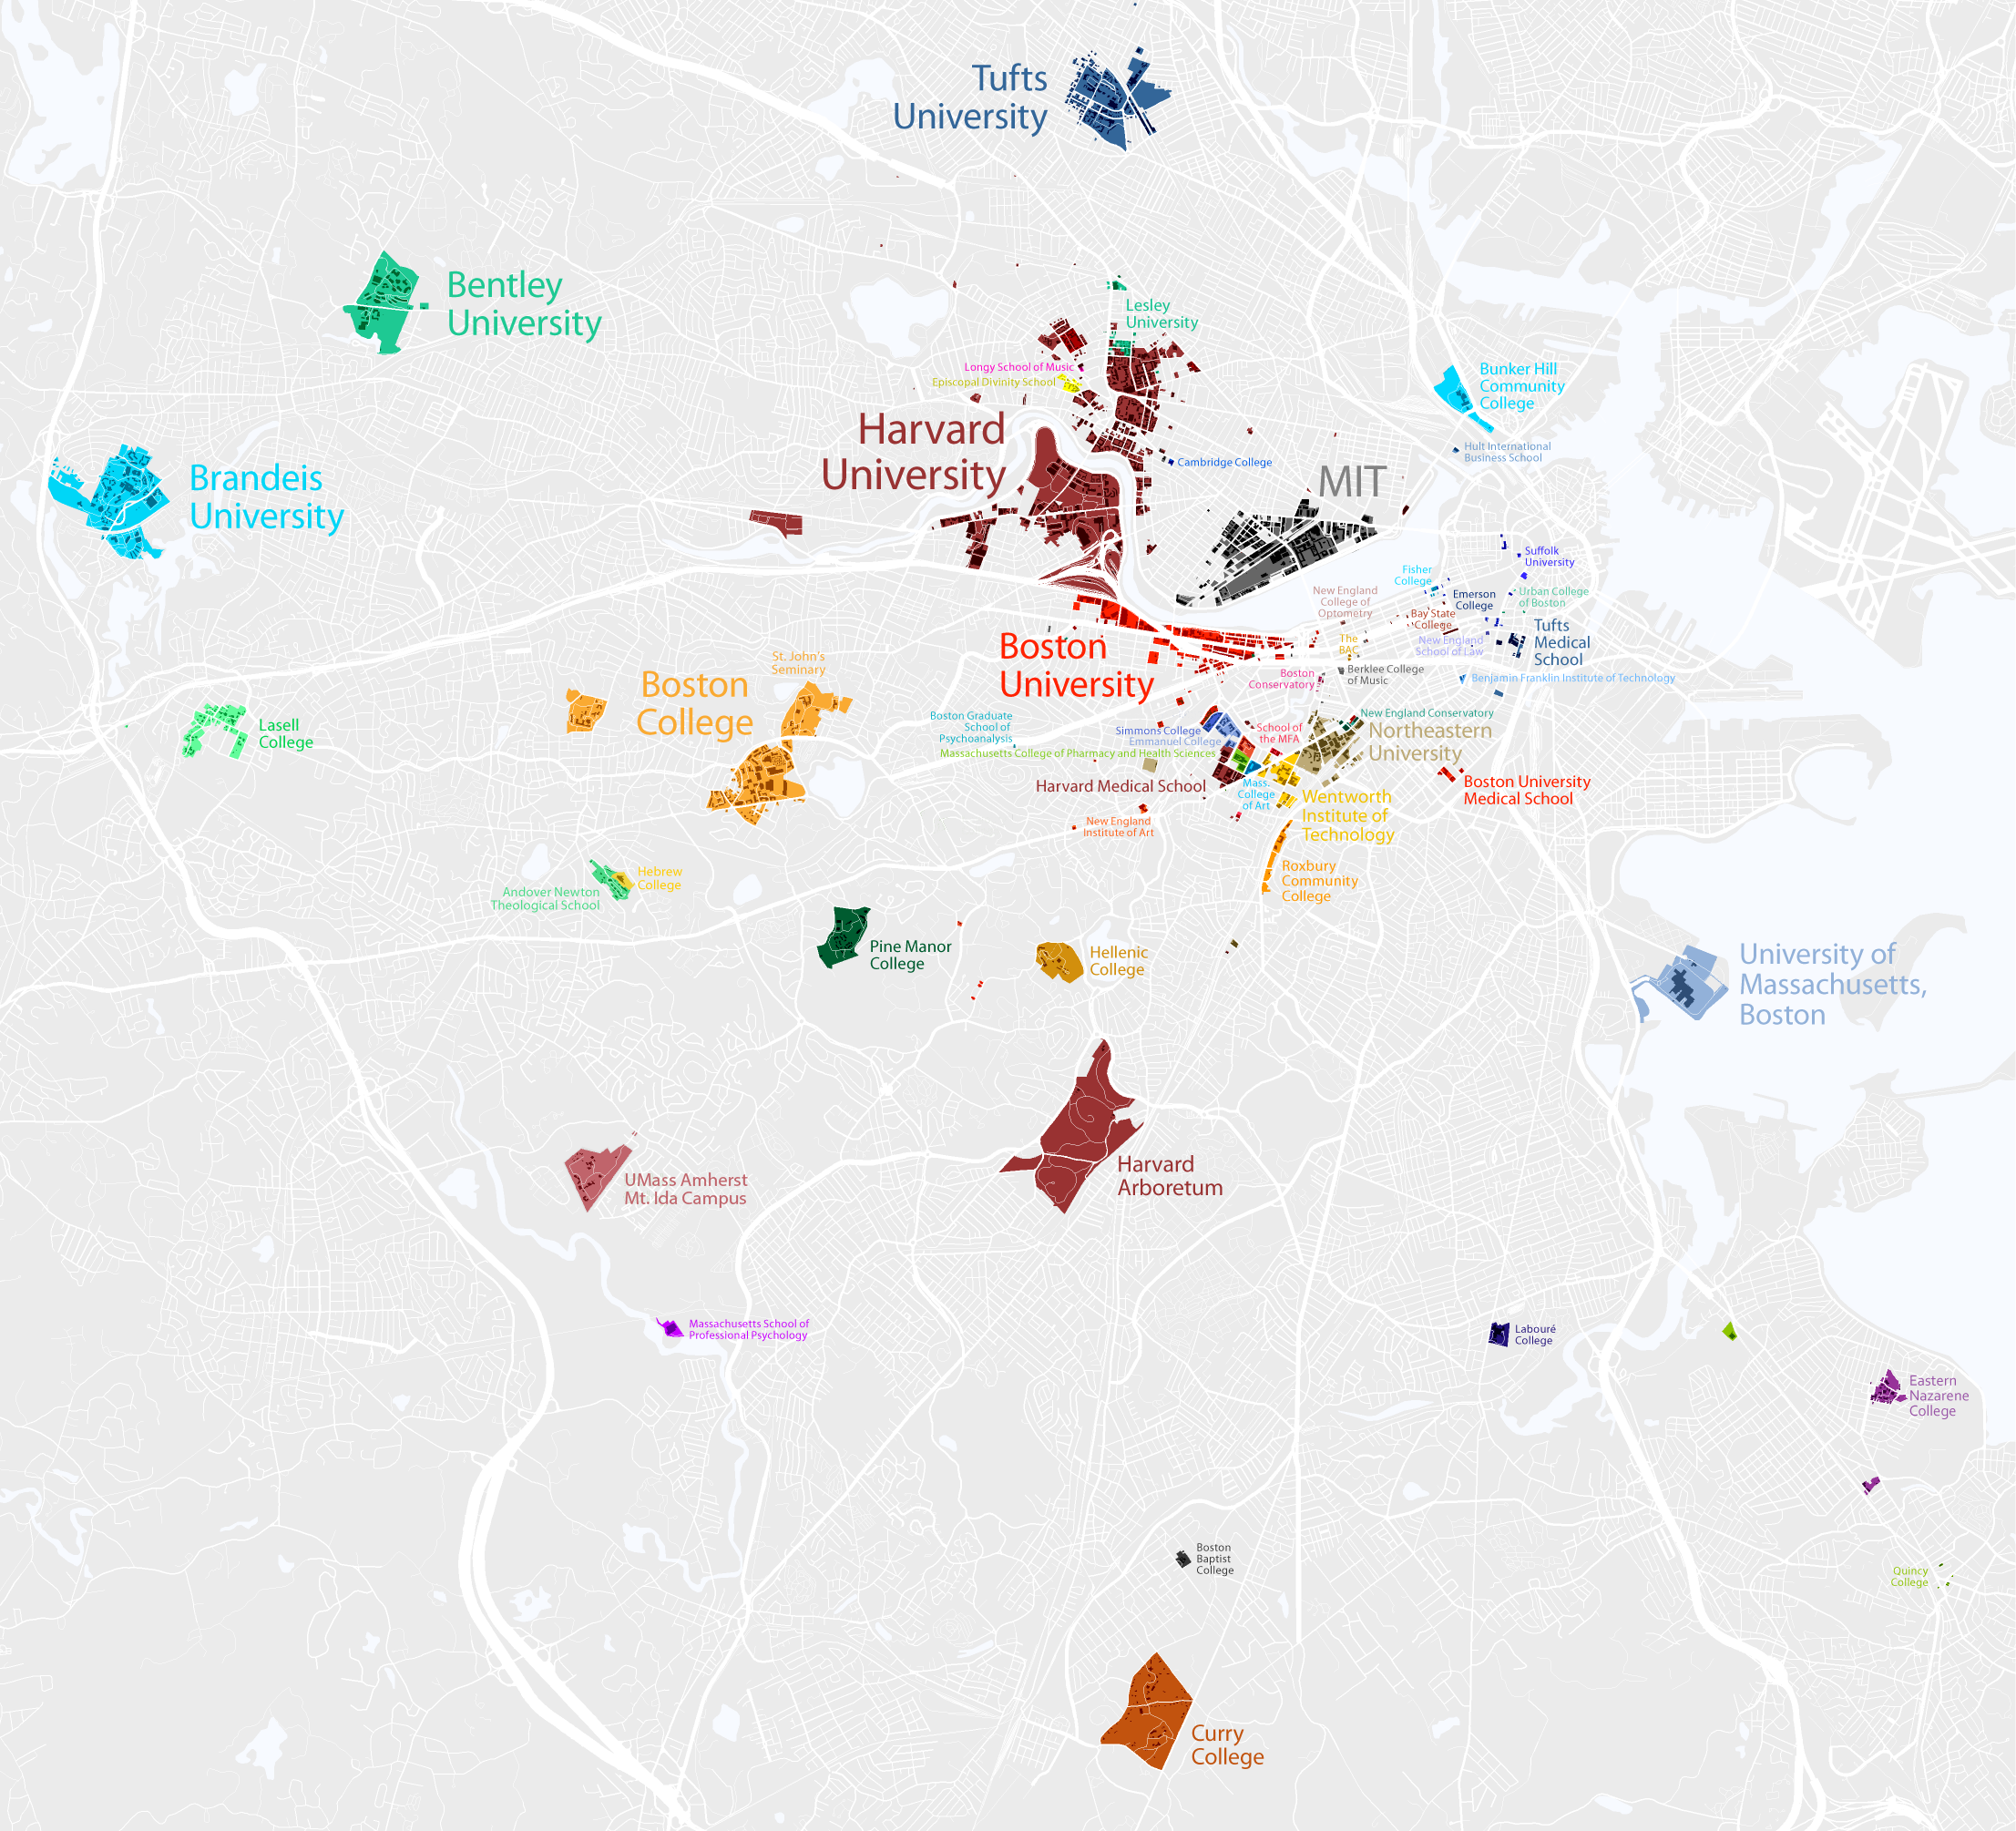 Tufts
University
Bentley
University
Lesley
University
Longy School of Music
Episcopal Divinity School
Bunker Hill
Community
College
Harvard
University
Hult International
Business School
Cambridge College
MIT
Brandeis
University
Suffolk
University
Fisher
College
New England
College of
Optometry
Emerson
College
Urban College
of Boston
Bay State
College
Tufts
Medical
School
New England
School of Law
The
BAC
Boston
University
Berklee College
of Music
Boston
Conservatory
Benjamin Franklin Institute of Technology
St. John's
Seminary
Boston
College
Lasell
College
Boston Graduate
School of
Psychoanalysis
New England Conservatory
Simmons College
Emmanuel College
School of
the MFA
Northeastern
University
Massachusetts College of Pharmacy and Health Sciences
Harvard Medical School
Mass.
College
of Art
Boston University
Medical School
Wentworth
Institute of
Technology
New England
Institute of Art
Roxbury
Community
College
Hebrew
College
Andover Newton
Theological School
Pine Manor
College
Hellenic
College
University of
Massachusetts,
Boston
Harvard
Arboretum
UMass Amherst
Mt. Ida Campus
Massachusetts School of
Professional Psychology
Labouré
College
Eastern
Nazarene
College
Boston
Baptist
College
Quincy
College
Curry
College